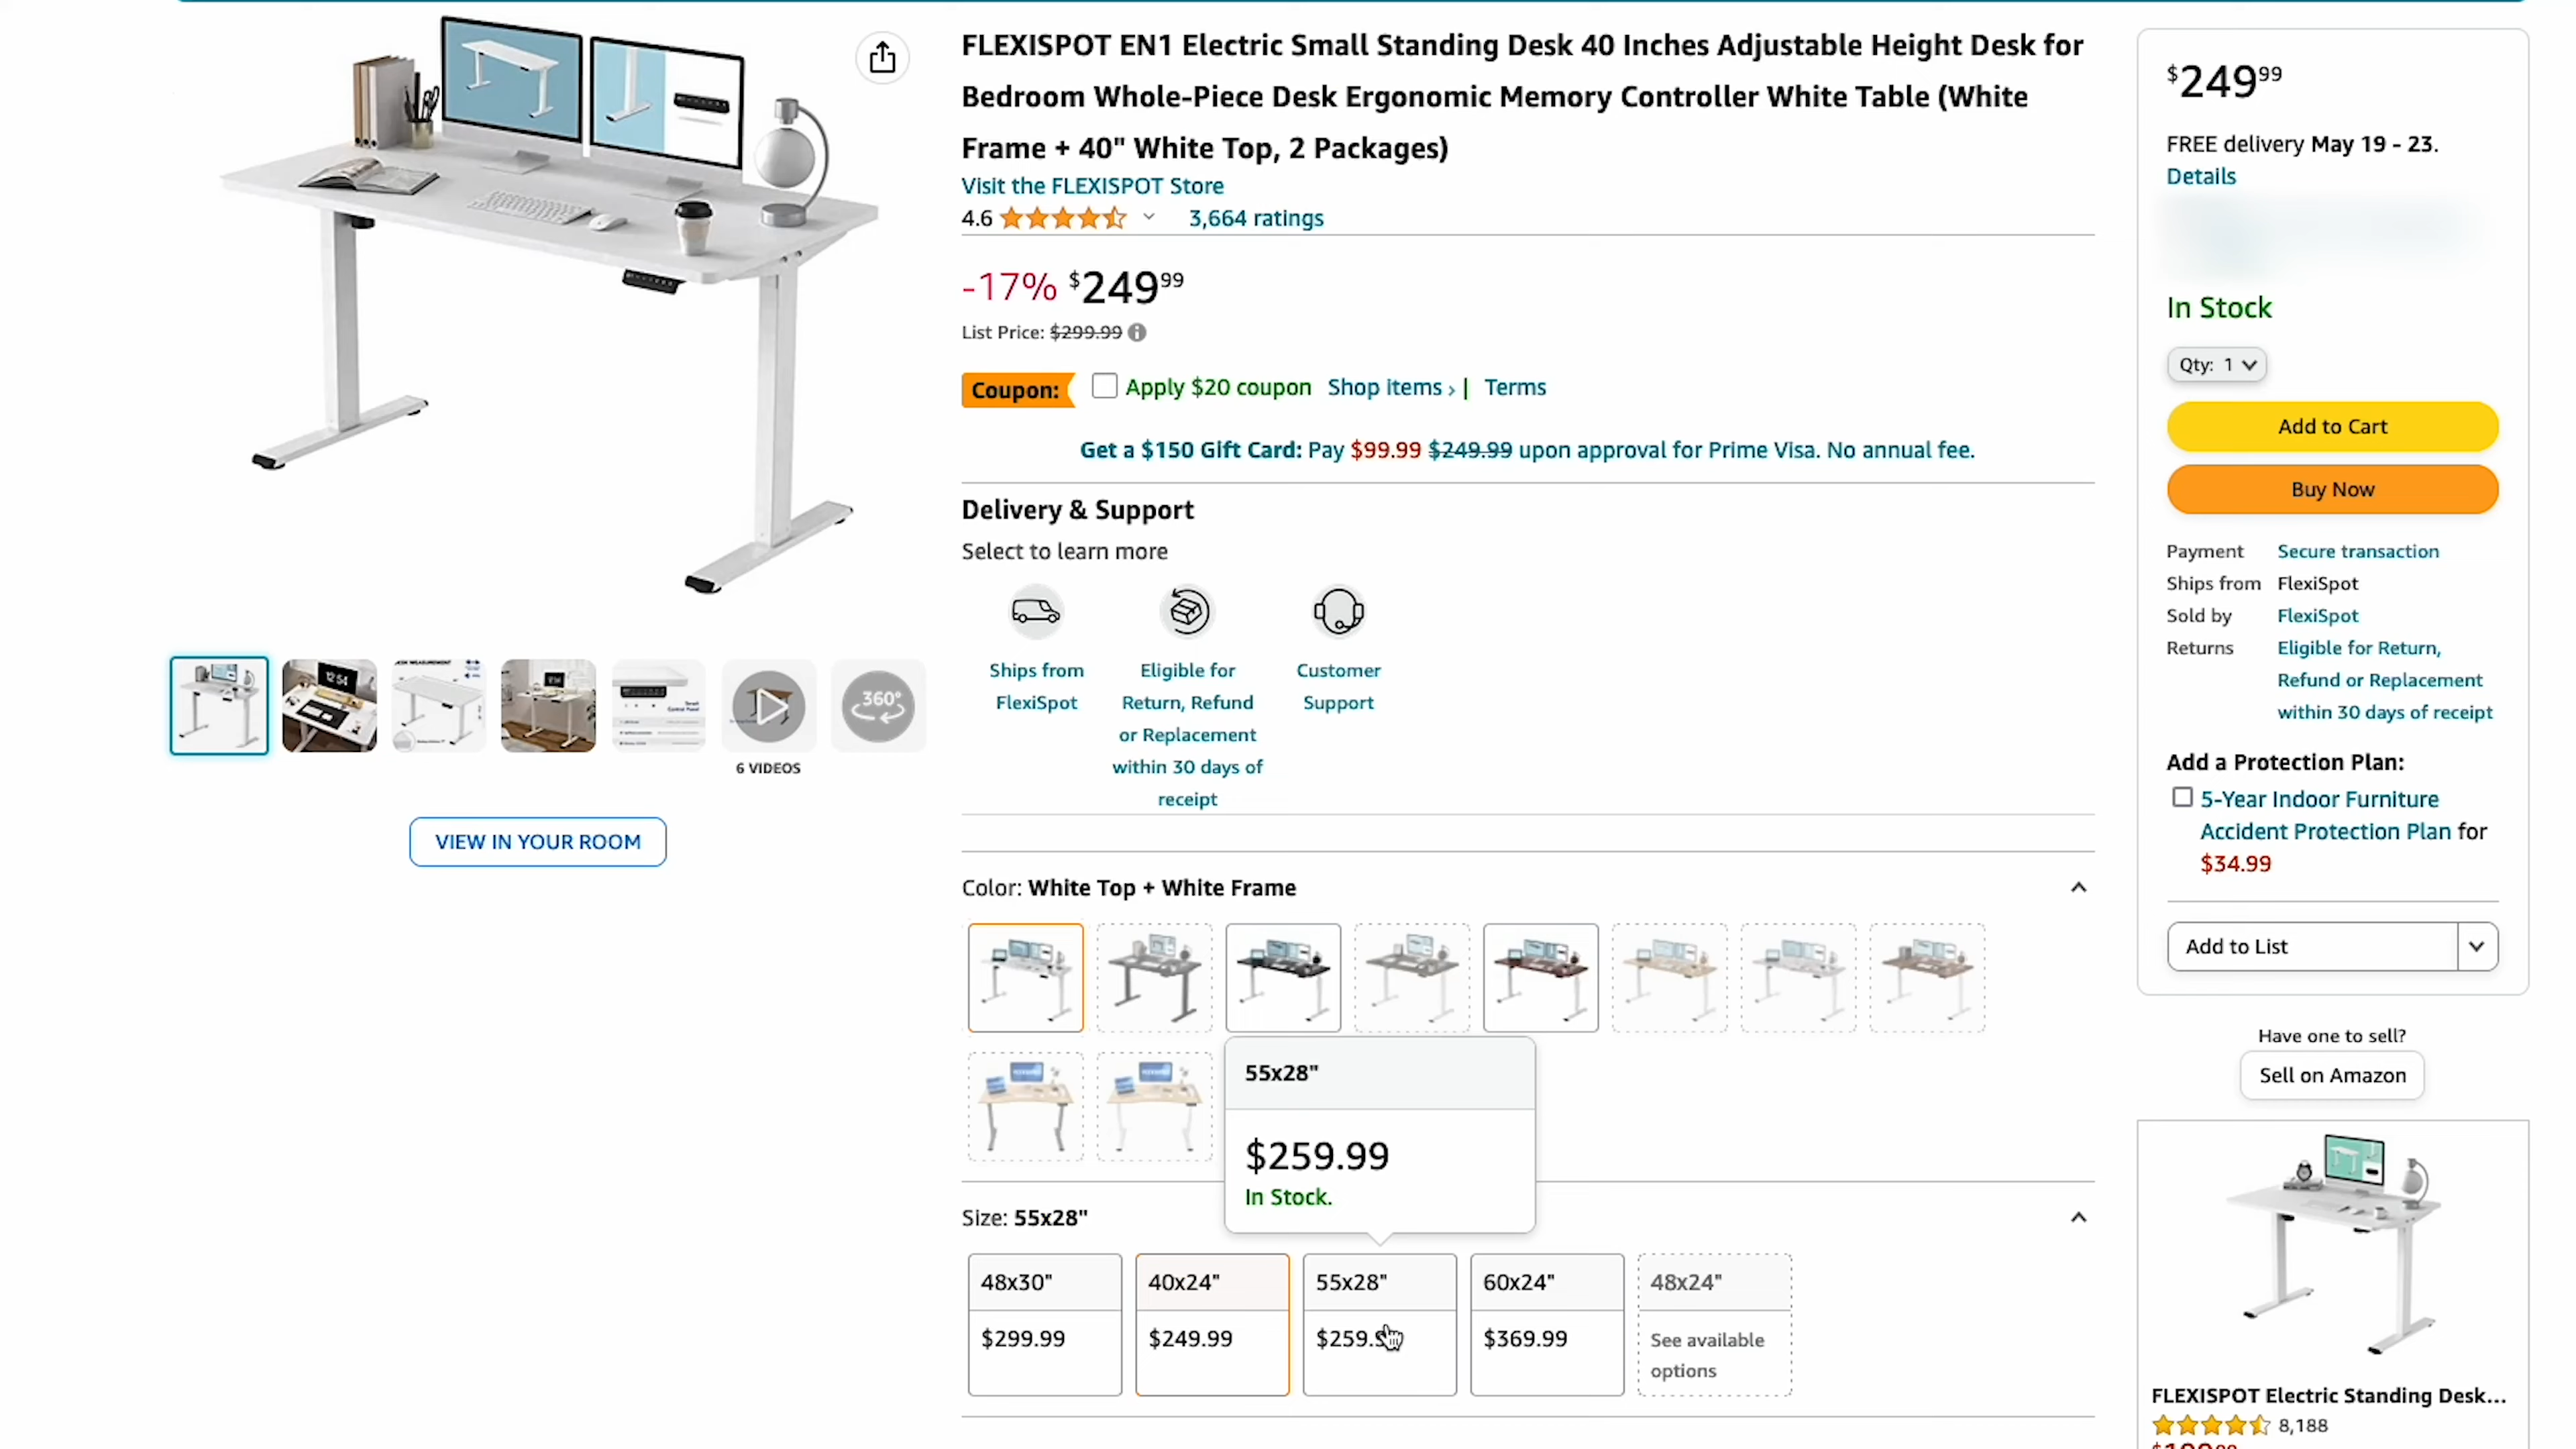 FLEXISPOT EN1 Electric Small Standing Desk 40 Inches Adjustable Height Desk for
Bedroom Whole-Piece Desk Ergonomic Memory Controller White Table (White
Frame + 40" White Top, 2 Packages)
Visit the FLEXISPOT Store
4.6 3,664 ratings
-17% $249⁹⁹
List Price: $299.99
Coupon: Apply $20 coupon Shop items › | Terms
Get a $150 Gift Card: Pay $99.99 $249.99 upon approval for Prime Visa. No annual fee.
Delivery & Support
Select to learn more
Ships from
FlexiSpot
Eligible for
Return, Refund
or Replacement
within 30 days of
receipt
Customer
Support
12 54
360°
6 VIDEOS
VIEW IN YOUR ROOM
Color: White Top + White Frame
55x28"
$259.99
In Stock.
Size: 55x28"
48x30"
$299.99
40x24"
$249.99
55x28"
60x24"
$369.99
48x24"
See available
options
$249⁹⁹
FREE delivery May 19 - 23.
Details
In Stock
Qty: 1
Add to Cart
Buy Now
Payment Secure transaction
Ships from FlexiSpot
Sold by FlexiSpot
Returns Eligible for Return,
Refund or Replacement
within 30 days of receipt
Add a Protection Plan:
5-Year Indoor Furniture
Accident Protection Plan for
$34.99
Add to List
Have one to sell?
Sell on Amazon
FLEXISPOT Electric Standing Desk...
8,188